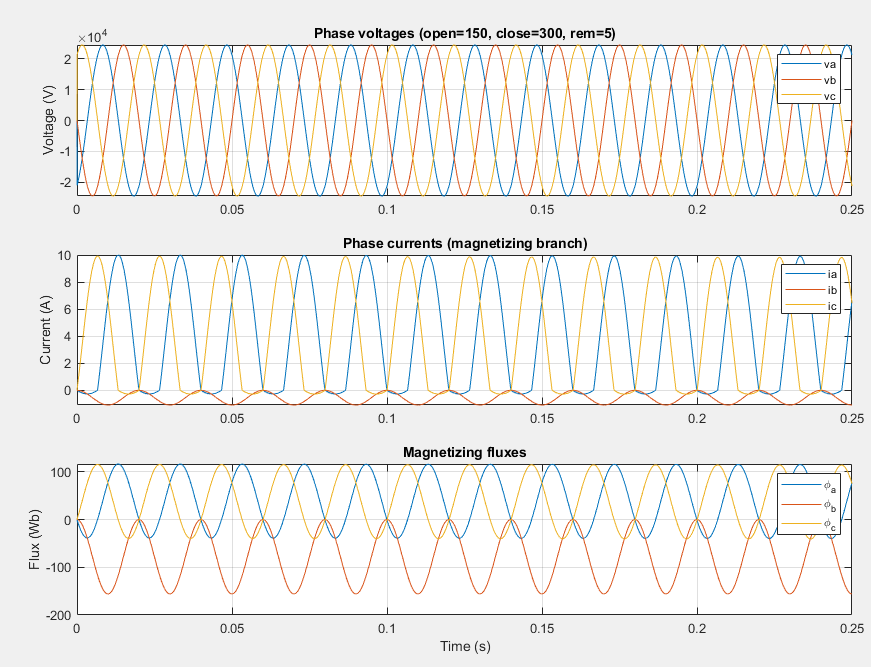 Phase voltages (open=150, close=300, rem=5)
×10^4
2
1
0
-1
-2
Voltage (V)
va
vb
vc
0 0.05 0.1 0.15 0.2 0.25
Phase currents (magnetizing branch)
10
8
6
4
2
0
Current (A)
ia
ib
ic
0 0.05 0.1 0.15 0.2 0.25
Magnetizing fluxes
100
0
-100
-200
Flux (Wb)
ϕ_a
ϕ_b
ϕ_c
0 0.05 0.1 0.15 0.2 0.25
Time (s)